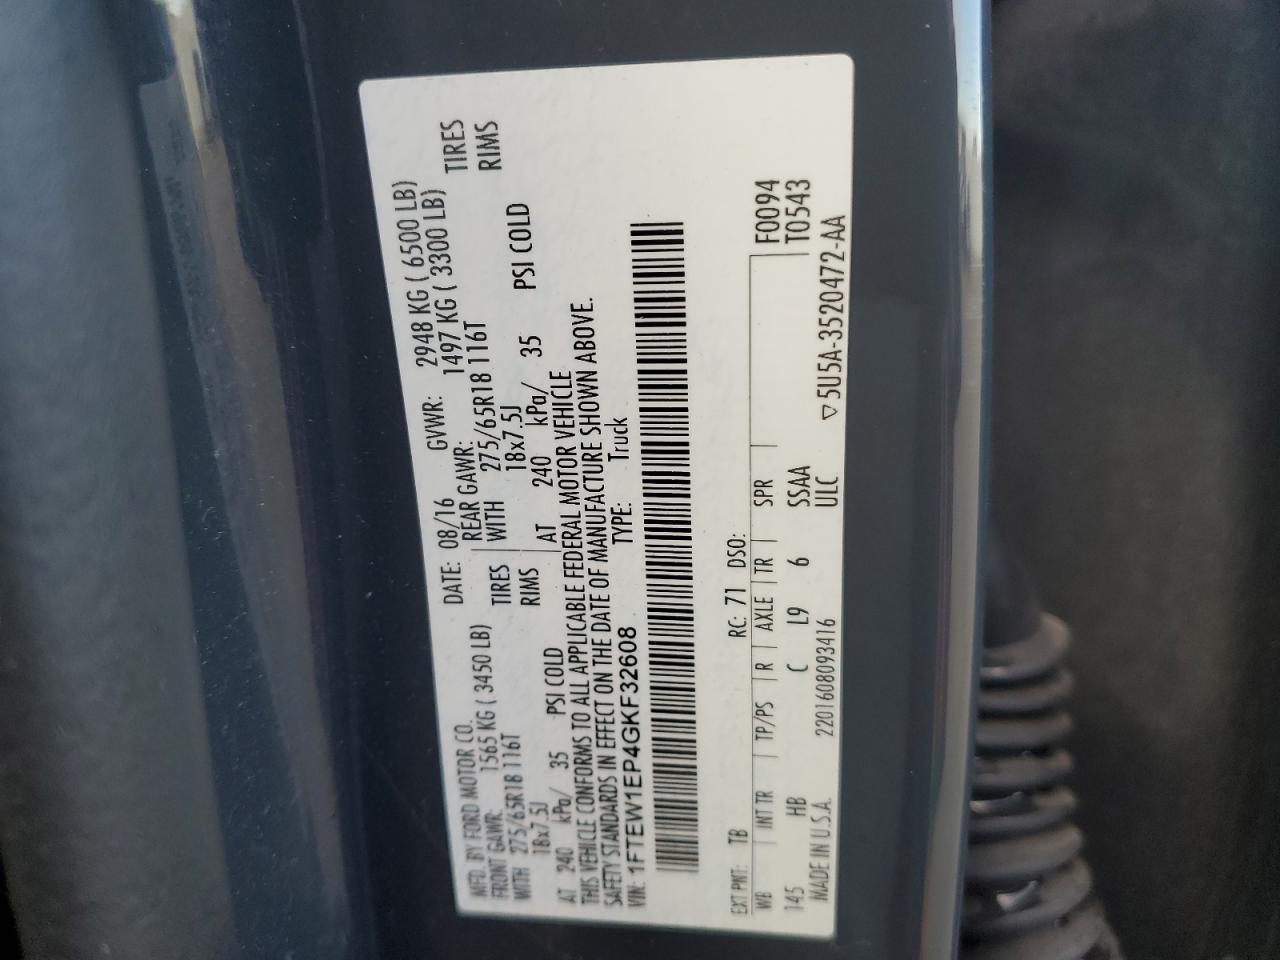 MFD. BY FORD MOTOR CO.
DATE: 08/16 GVWR: 2948 KG ( 6500 LB)
FRONT GAWR: 1565 KG ( 3450 LB) REAR GAWR: 1497 KG ( 3300 LB)
WITH 275/65R18 116T TIRES WITH 275/65R18 116T TIRES
18x7.5J RIMS 18x7.5J RIMS
AT 240 kPa/ 35 PSI COLD AT 240 kPa/ 35 PSI COLD
THIS VEHICLE CONFORMS TO ALL APPLICABLE FEDERAL MOTOR VEHICLE
SAFETY STANDARDS IN EFFECT ON THE DATE OF MANUFACTURE SHOWN ABOVE.
VIN: 1FTEW1EP4GKF32608 TYPE: Truck
EXT PNT: TB RC: 71 DSO: F0094
WB INT TR TP/PS R AXLE TR SPR T0543
145 HB C L9 6 SSAA
MADE IN U.S.A. 2201608093416 ULC ▽5U5A-3520472-AA